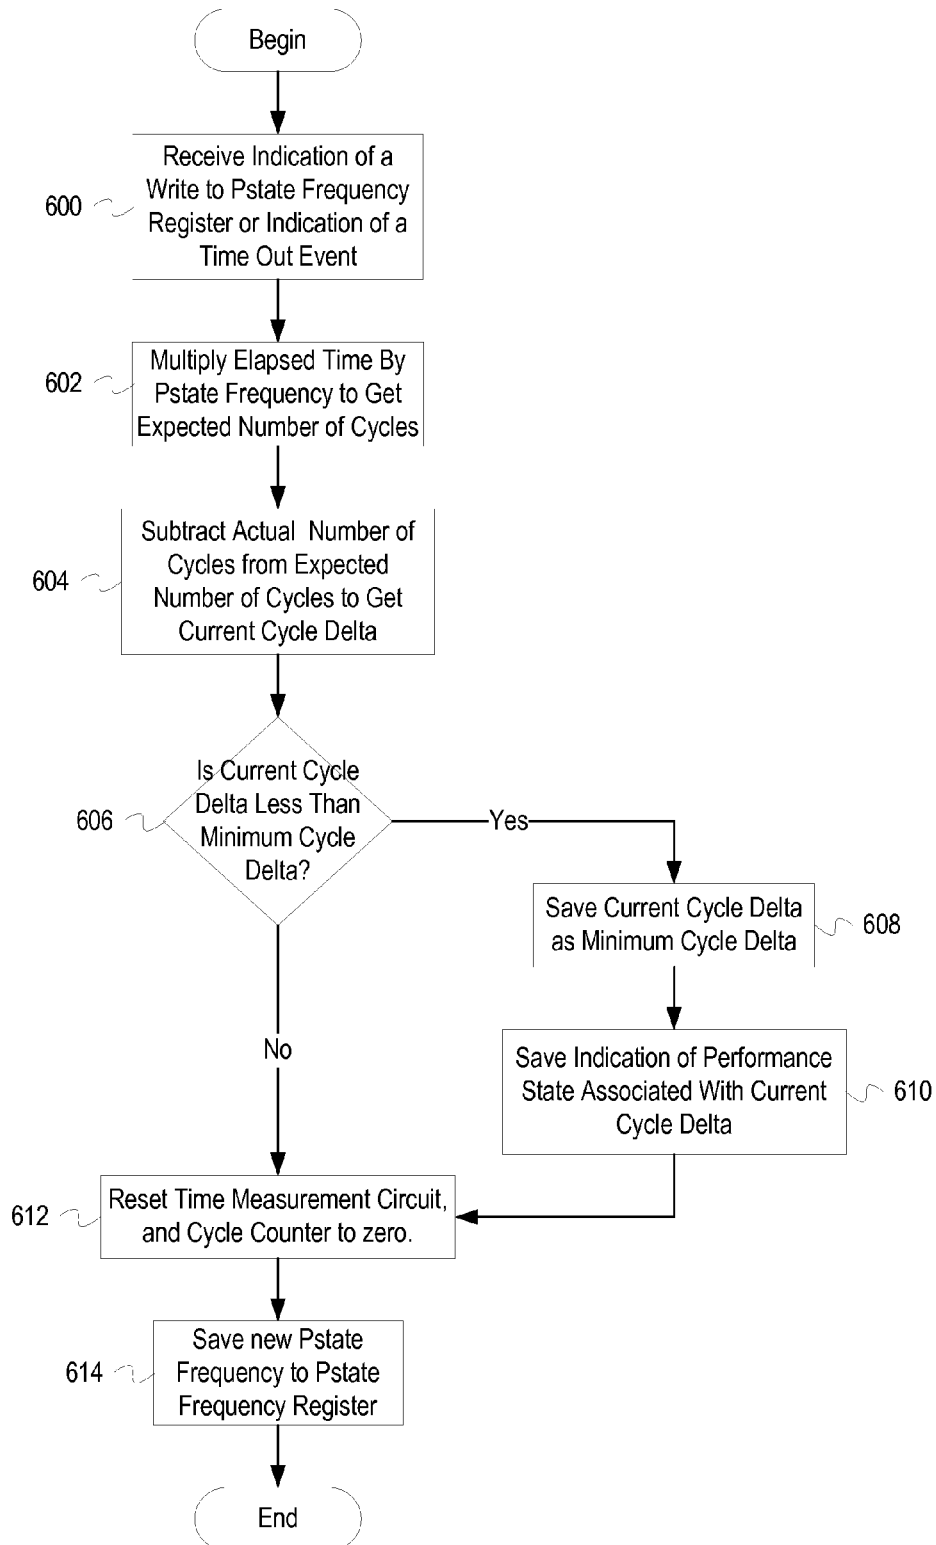 Begin
Receive Indication of a
Write to Pstate Frequency
Register or Indication of a
Time Out Event
600
Multiply Elapsed Time By
Pstate Frequency to Get
Expected Number of Cycles
602
Subtract Actual Number of
Cycles from Expected
Number of Cycles to Get
Current Cycle Delta
604
Is Current Cycle
Delta Less Than
Minimum Cycle
Delta?
606
Yes
Save Current Cycle Delta
as Minimum Cycle Delta
608
Save Indication of Performance
State Associated With Current
Cycle Delta
610
No
Reset Time Measurement Circuit,
and Cycle Counter to zero.
612
Save new Pstate
Frequency to Pstate
Frequency Register
614
End